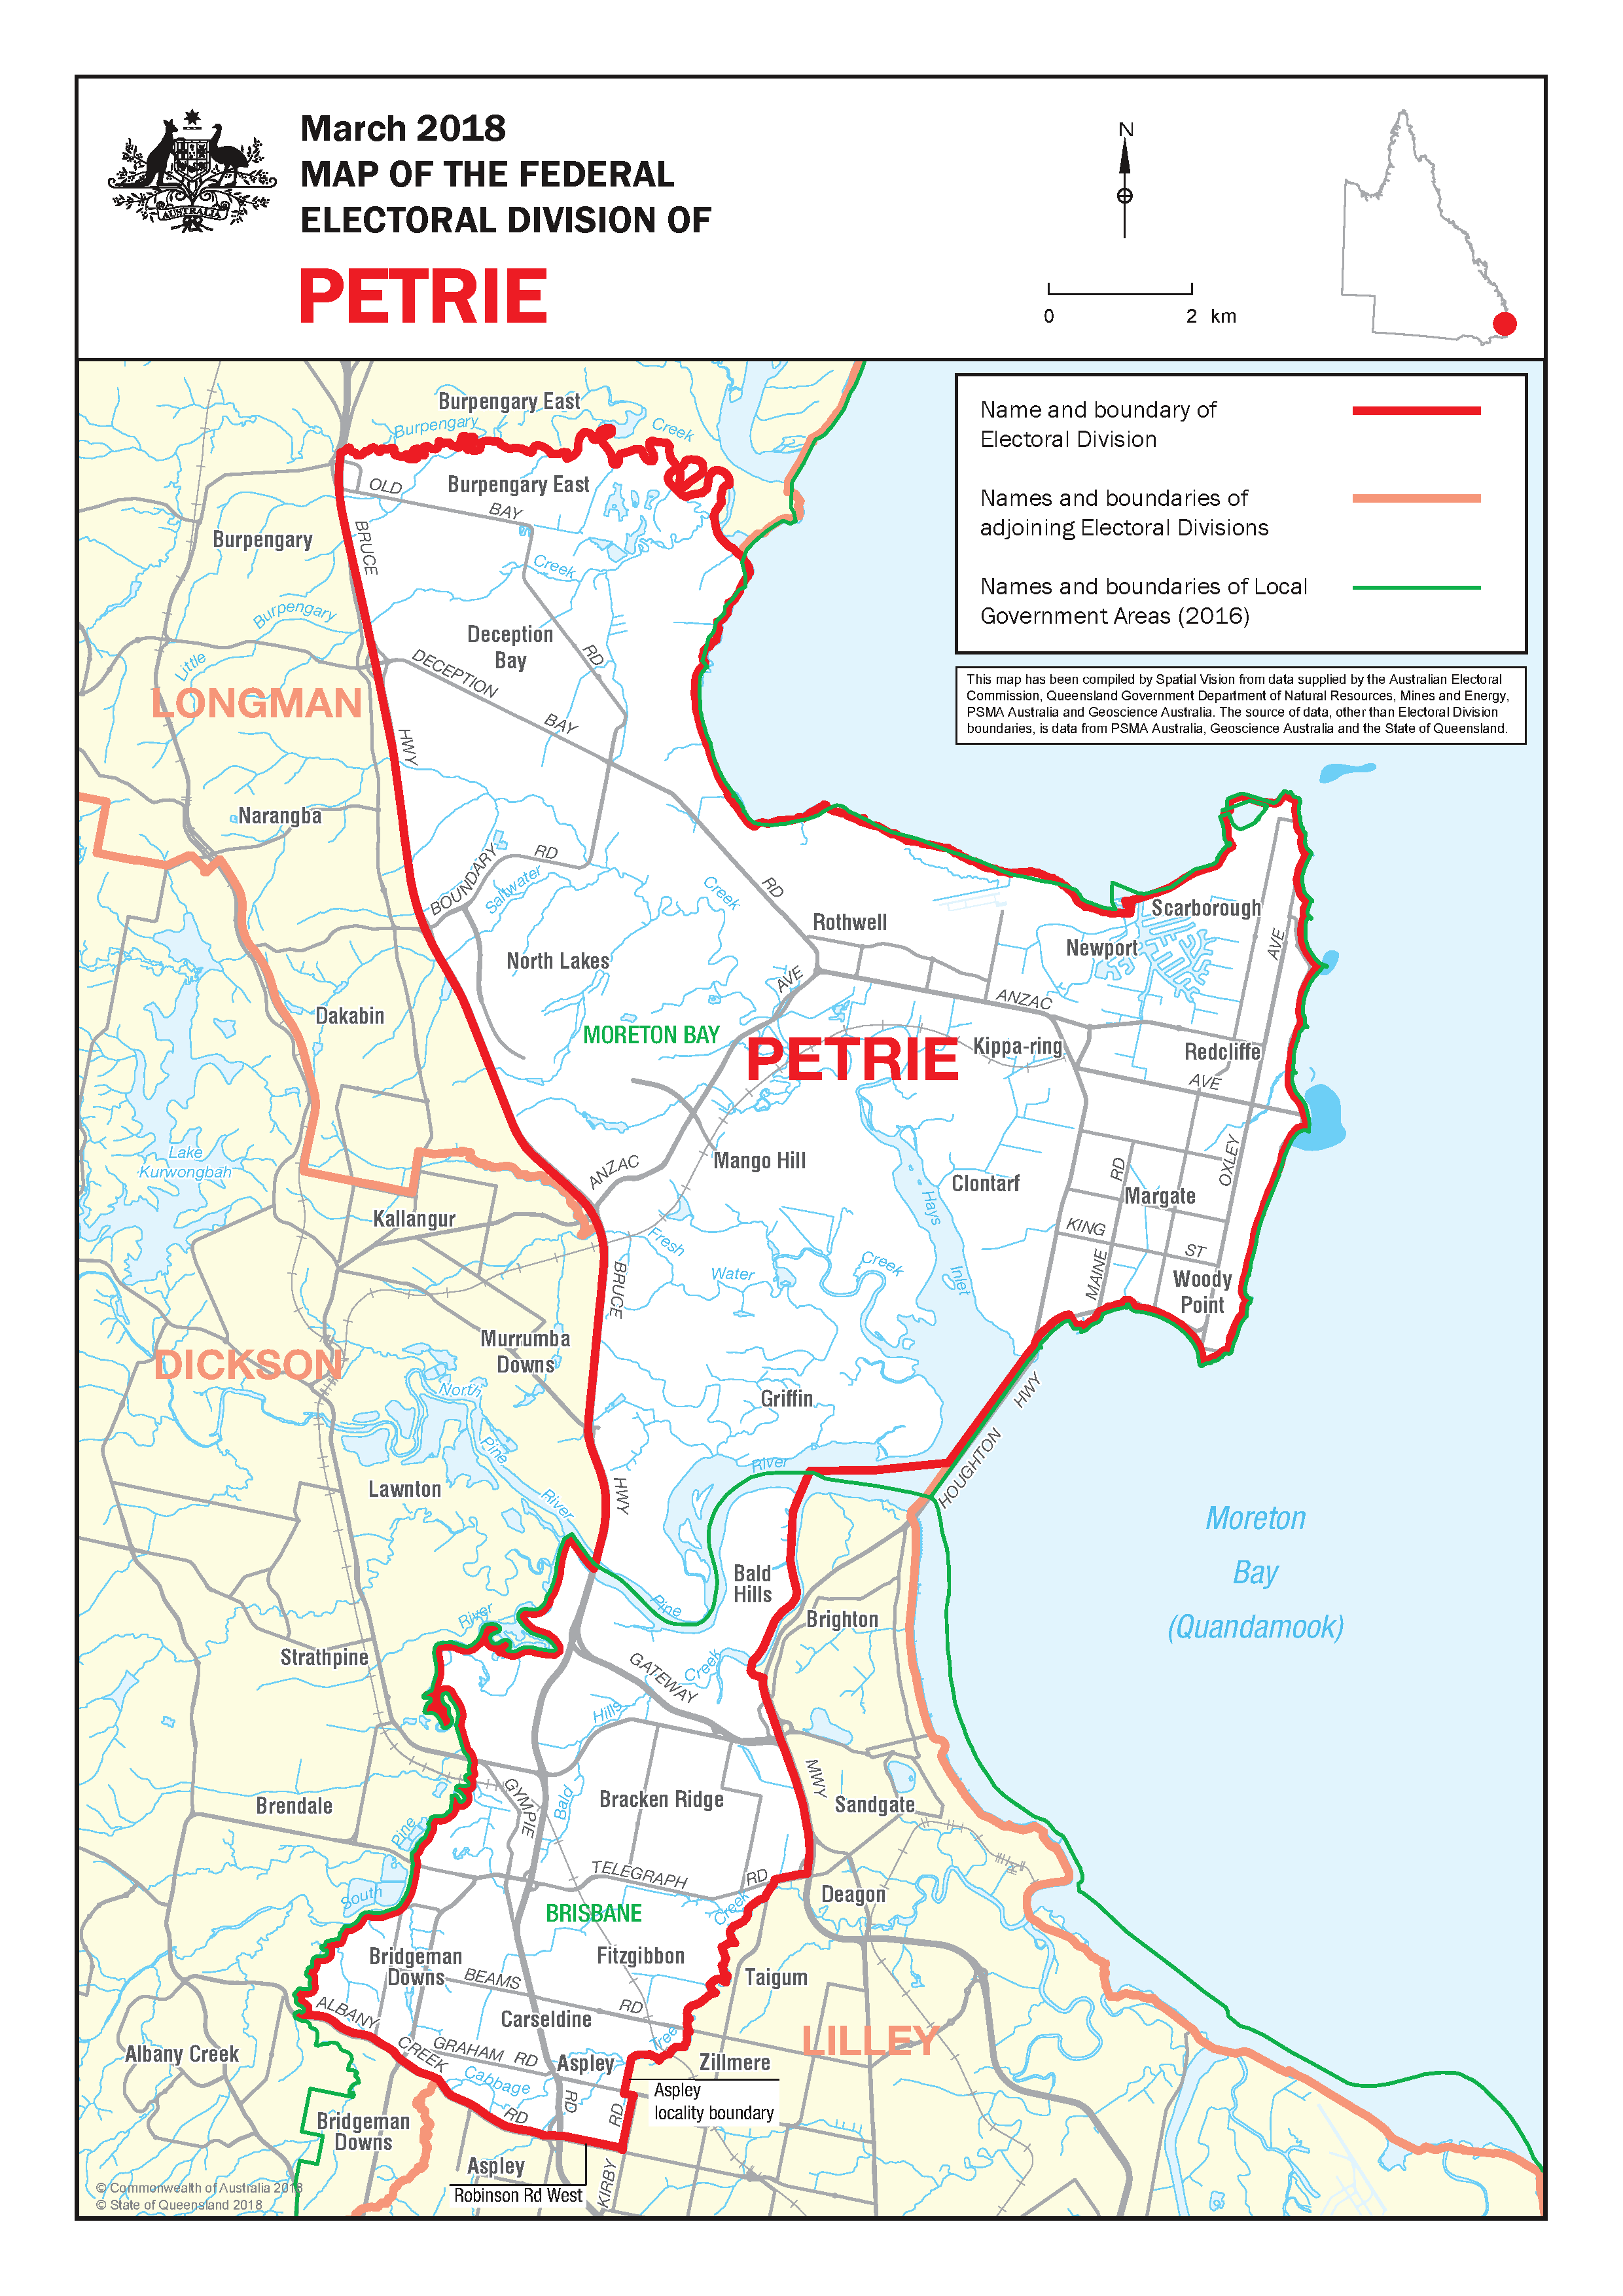 March 2018
MAP OF THE FEDERAL
ELECTORAL DIVISION OF
PETRIE
AUSTRALIA
N
0 2 km
Name and boundary of
Electoral Division
Names and boundaries of
adjoining Electoral Divisions
Names and boundaries of Local
Government Areas (2016)
This map has been compiled by Spatial Vision from data supplied by the Australian Electoral
Commission, Queensland Government Department of Natural Resources, Mines and Energy,
PSMA Australia and Geoscience Australia. The source of data, other than Electoral Division
boundaries, is data from PSMA Australia, Geoscience Australia and the State of Queensland.
Burpengary East
Burpengary
Creek
Burpengary East
OLD
BAY
BRUCE
Burpengary
Creek
Burpengary
Little
Deception
Bay
RD
DECEPTION
BAY
LONGMAN
HWY
Narangba
BOUNDARY
RD
Saltwater
Creek
RD
Rothwell
Scarborough
Newport
AVE
North Lakes
AVE
ANZAC
Dakabin
MORETON BAY
PETRIE
Kippa-ring
Redcliffe
AVE
Lake
Kurwongbah
ANZAC
Mango Hill
Clontarf
RD
OXLEY
Margate
Hays
Kallangur
KING
ST
Fresh
Water
Creek
Inlet
MAINE
Woody
Point
BRUCE
Murrumba
Downs
DICKSON
North
Pine
River
Griffin
HWY
HOUGHTON
River
Lawnton
HWY
Moreton
Bay
(Quandamook)
Bald
Hills
Pine
Brighton
River
Strathpine
GATEWAY
Creek
Hills
MWY
Bald
GYMPIE
Bracken Ridge
Sandgate
Brendale
Pine
TELEGRAPH
RD
South
Deagon
BRISBANE
Creek
Bridgeman
Downs
Fitzgibbon
BEAMS
RD
Taigum
ALBANY
CREEK
RD
Carseldine
Tree
LILLEY
Albany Creek
GRAHAM RD
Aspley
Zillmere
Cabbage
RD
RD
Aspley
locality boundary
Bridgeman
Downs
Aspley
Robinson Rd West
KIRBY
© Commonwealth of Australia 2018
© State of Queensland 2018